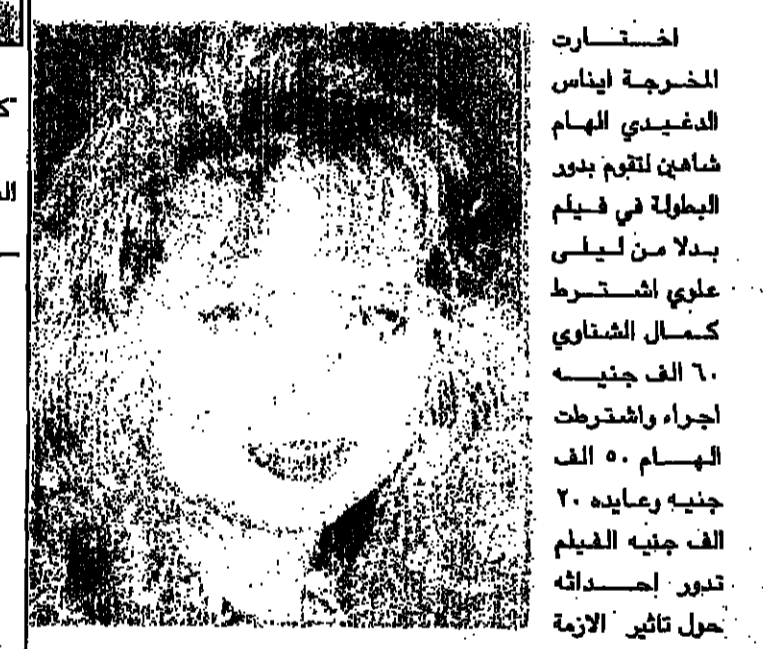 اختارت
المخرجة ايناس
الدغيدي الهام
شاهين لتقوم بدور
البطولة في فيلم
بدلا من ليلى
علوي اشترط
كمال الشناوي
٦٠ الف جنيه
اجراء واشترطت
الهام ٥٠ الف
جنيه وعايده ٢٠
الف جنيه الفيلم
تدور احداثه
حول تاثير الازمة